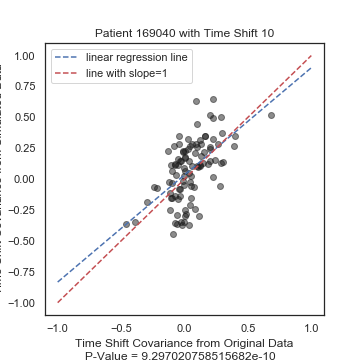 Patient 169040 with Time Shift 10
linear regression line
line with slope=1
1.00
0.75
0.50
0.25
0.00
−0.25
−0.50
−0.75
−1.00
−1.0
−0.5
0.0
0.5
1.0
Time Shift Covariance from Original Data
P-Value = 9.297020758515682e-10